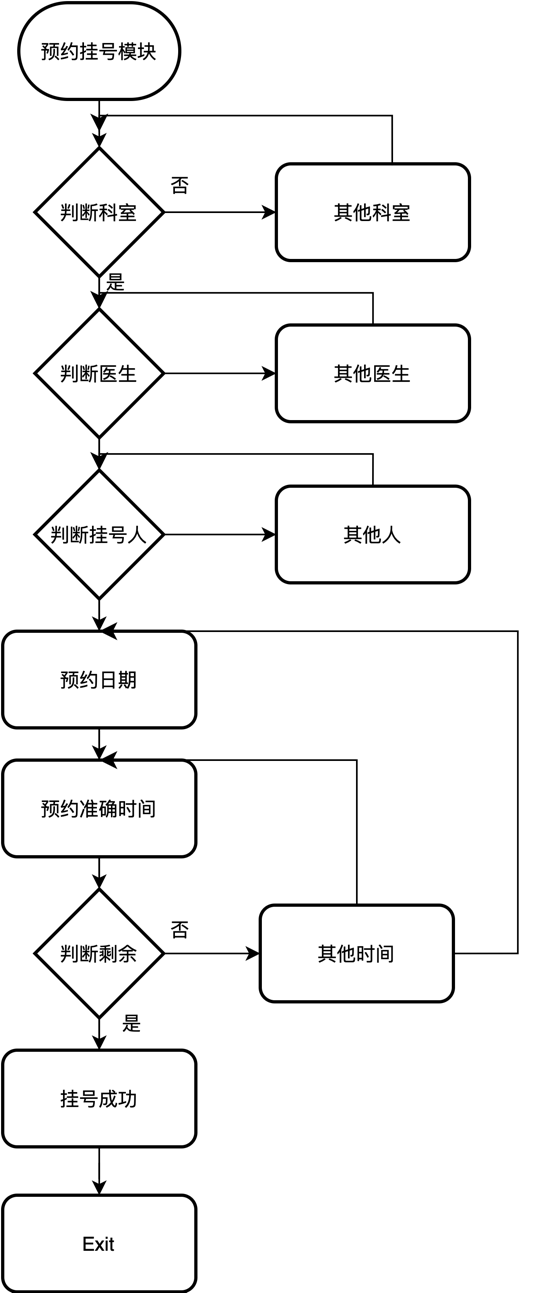 预约挂号模块
否
判断科室
其他科室
是
判断医生
其他医生
判断挂号人
其他人
预约日期
预约准确时间
否
判断剩余
其他时间
是
挂号成功
Exit